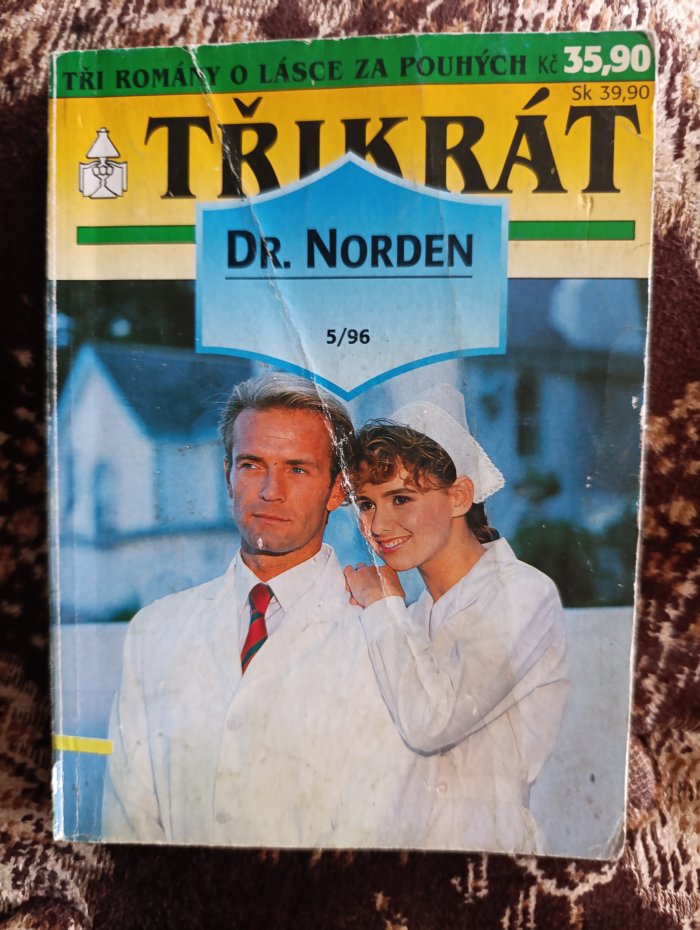 TŘI ROMÁNY O LÁSCE ZA POUHÝCH Kč 35,90
Sk 39,90
TŘIKRÁT
DR. NORDEN
5/96